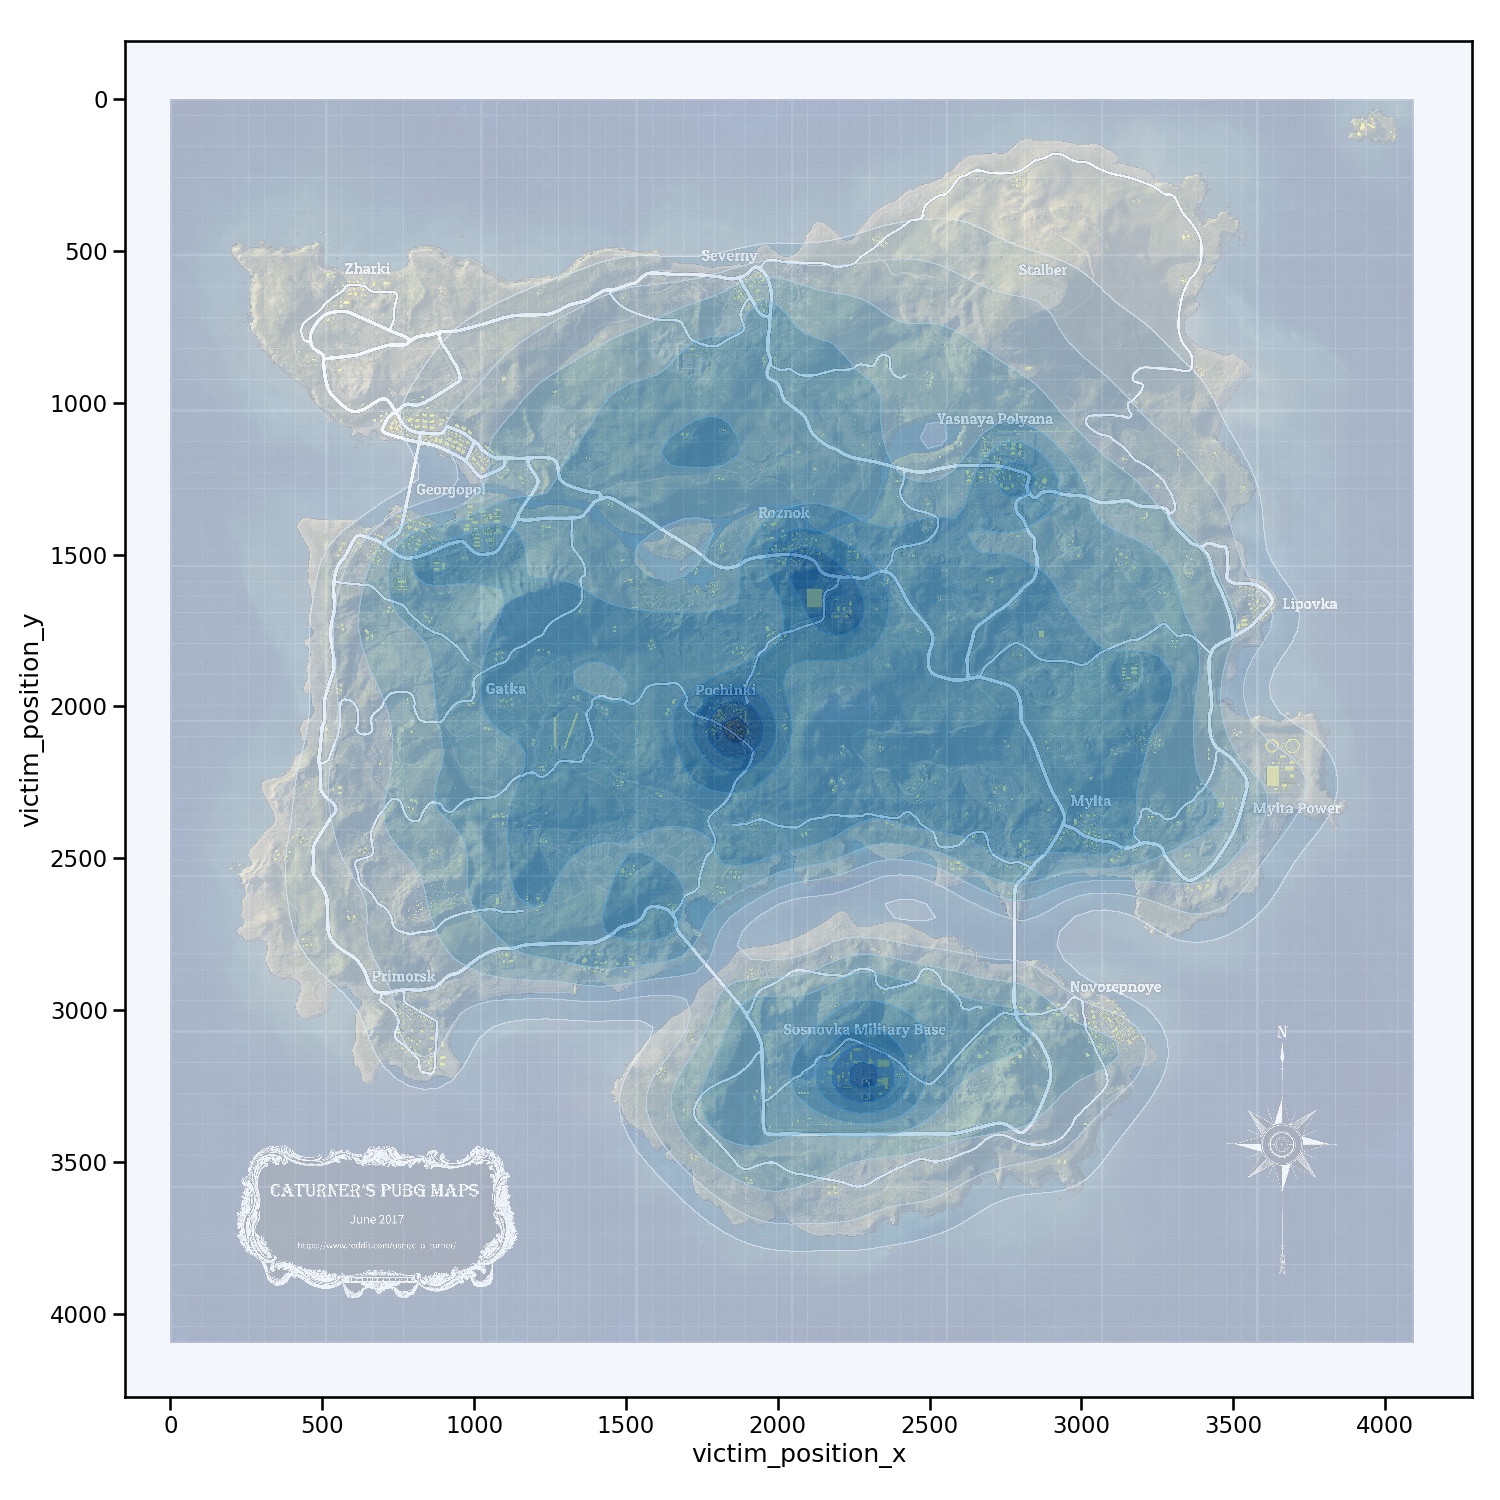 0
500
1000
1500
2000
2500
3000
3500
4000
victim_position_y
Severny
Zharki
Stalber
Yasnaya Polyana
Georgopol
Roznok
Lipovka
Gatka
Pochinki
Mylta
Mylta Power
Primorsk
Novorepnoye
Sosnovka Military Base
N
CATURNER'S PUBG MAPS
June 2017
0
500
1000
1500
2000
2500
3000
3500
4000
victim_position_x